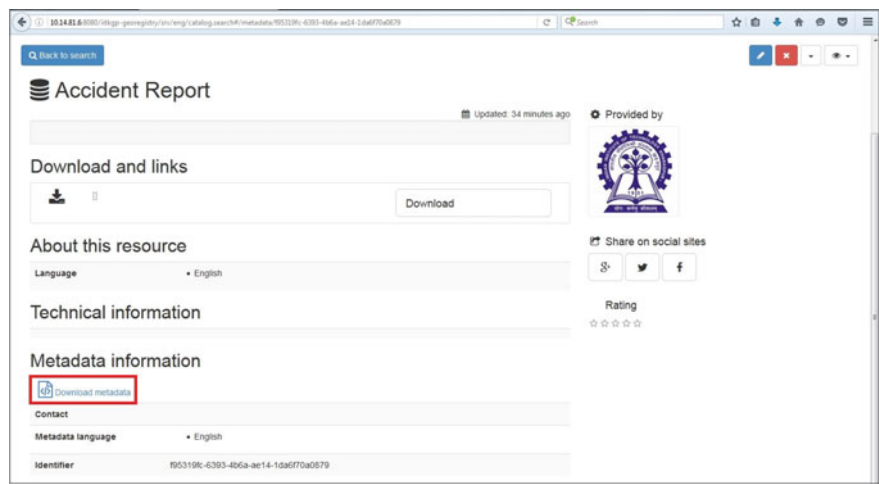 10.14.81.6:8080/iitkgp-georegistry/srv/eng/catalog.search#/metadata/f95319fc-6393-4b6a-ae14-1da6f70a0879
Search
Back to search
Accident Report
Updated: 34 minutes ago
Provided by
Download and links
Download
1951
About this resource
Share on social sites
Language
• English
g+
f
Technical information
Rating
Metadata information
Download metadata
Contact
Metadata language
• English
Identifier
f95319fc-6393-4b6a-ae14-1da6f70a0879